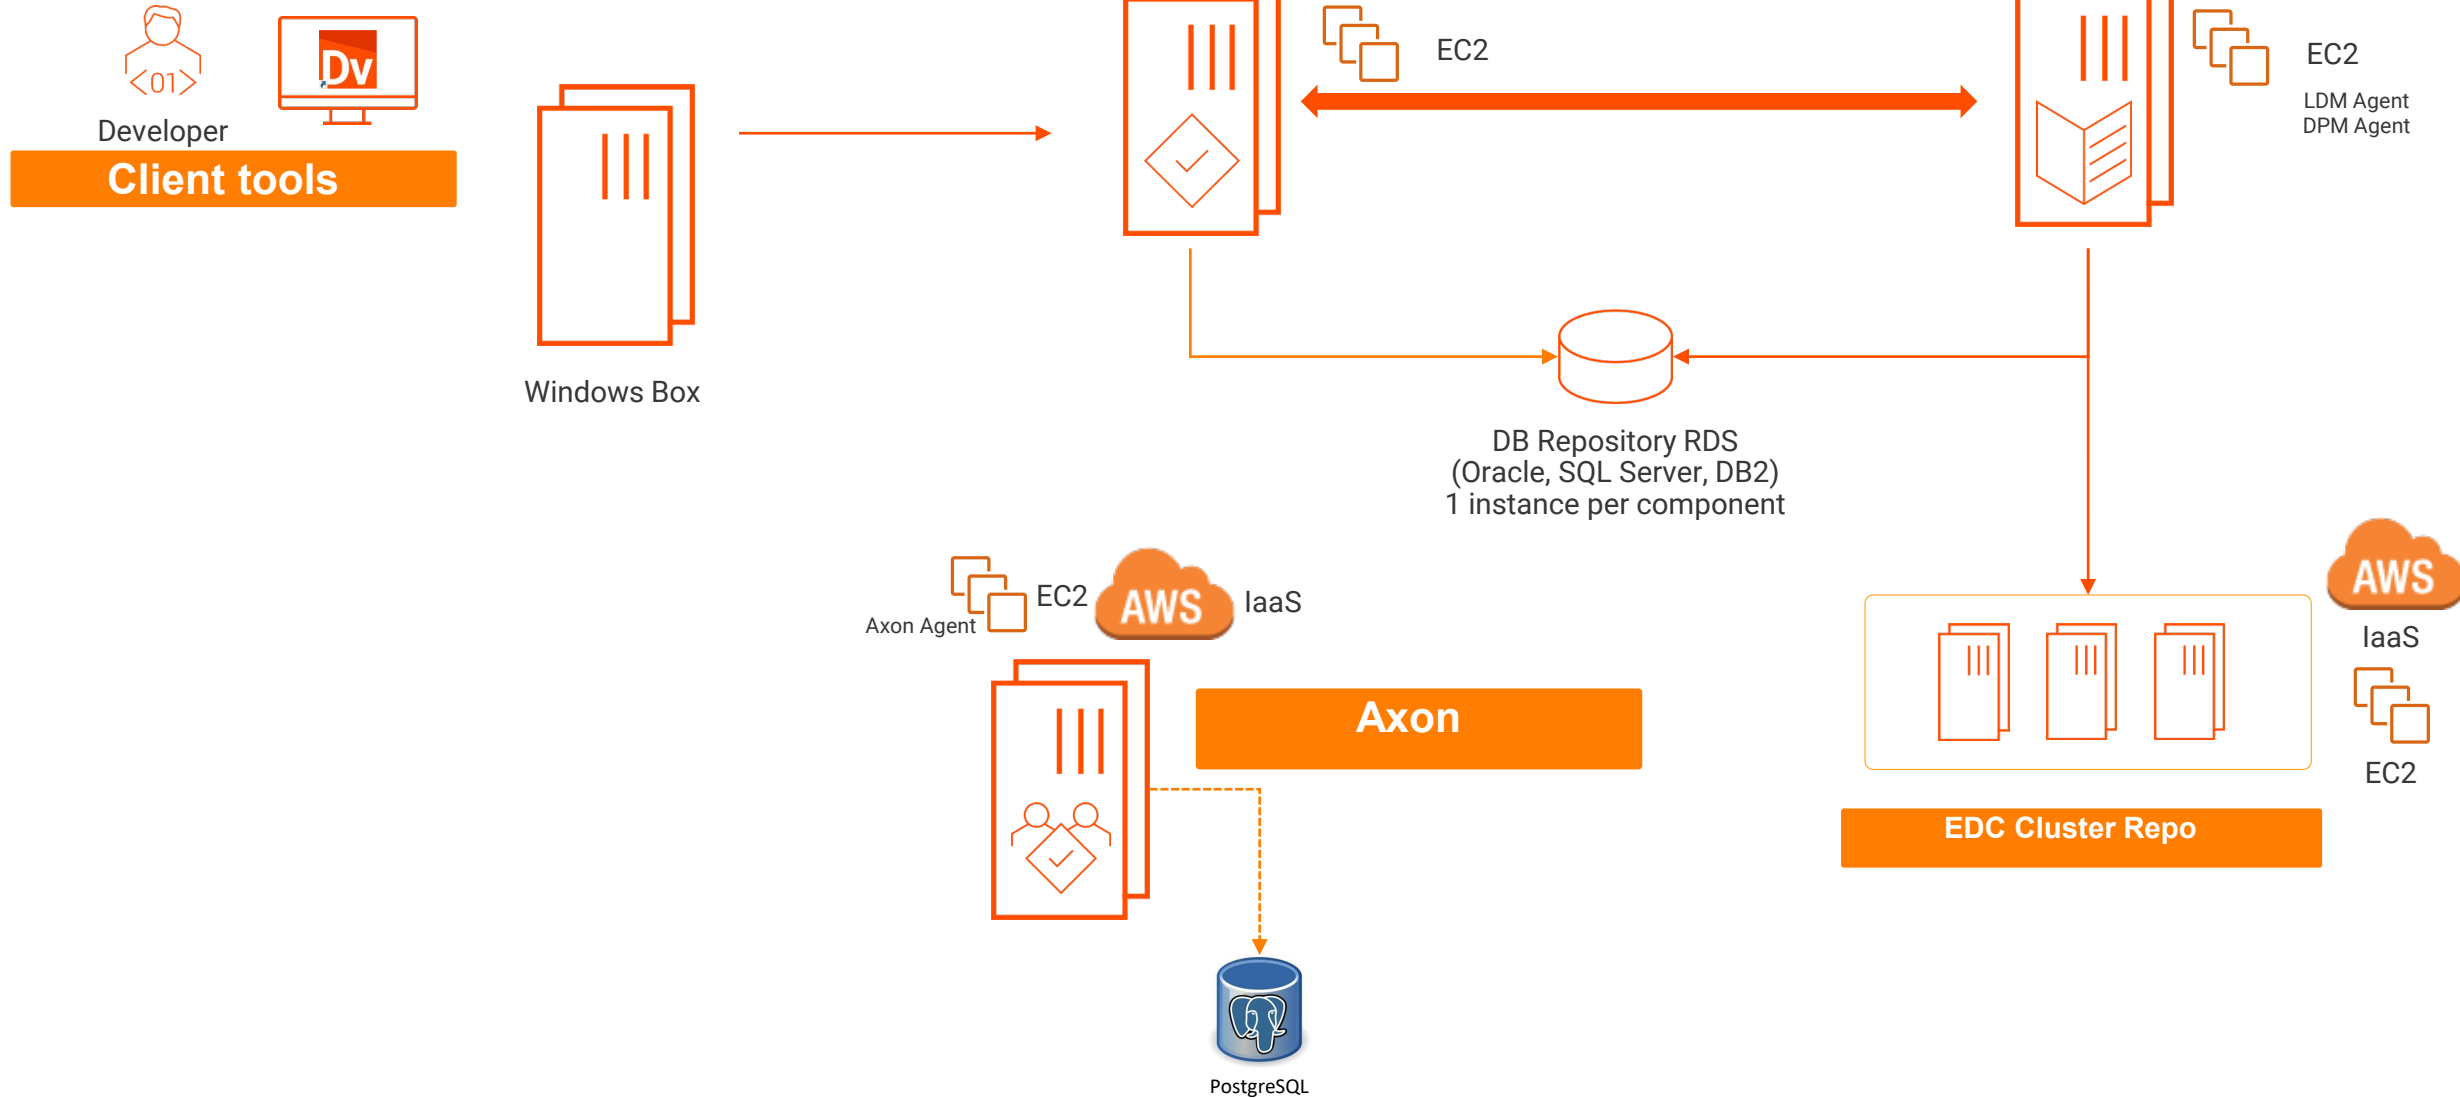 <01>
Dv
Developer
Client tools
Windows Box
EC2
EC2
LDM Agent
DPM Agent
DB Repository RDS
(Oracle, SQL Server, DB2)
1 instance per component
EC2
AWS
IaaS
Axon Agent
Axon
AWS
IaaS
EC2
EDC Cluster Repo
PostgreSQL